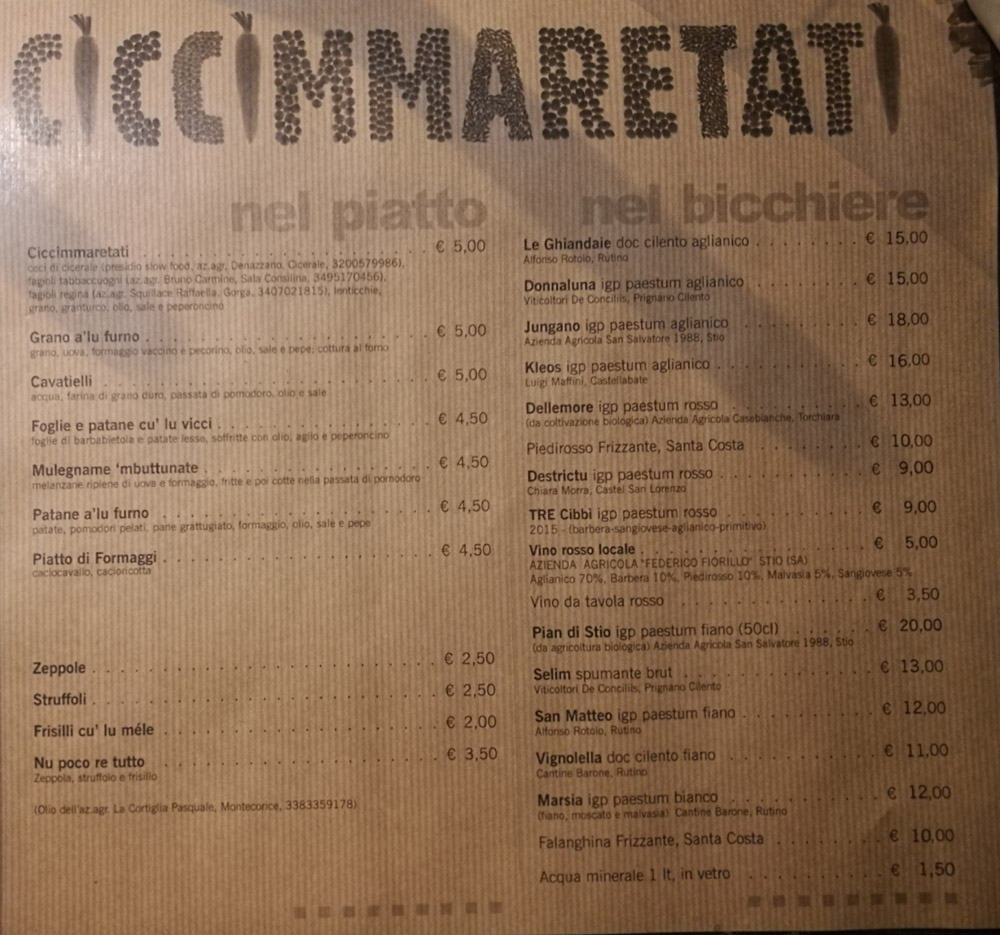 CICCIMMARETATI
nel piatto
Ciccimmaretati . . . . . . . . . . . . . . . . . . . . . . € 5,00
ceci di cicerale (presidio slow food, az.agr. Denazzano, Cicerale, 3200579986),
fagioli tabbaccuogni (az.agr. Bruno Carmine, Sala Consilina, 3495170456),
fagioli regina (az.agr. Squillace Raffaella, Gorga, 3407021815), lenticchie,
grano, granturco, olio, sale e peperoncino
Grano a'lu furno . . . . . . . . . . . . . . . . . . . . . € 5,00
grano, uova, formaggio vaccino e pecorino, olio, sale e pepe; cottura al forno
Cavatielli . . . . . . . . . . . . . . . . . . . . . . . . € 5,00
acqua, farina di grano duro, passata di pomodoro, olio e sale
Foglie e patane cu' lu vicci . . . . . . . . . . . . . . . € 4,50
foglie di barbabietola e patate lesse, soffritte con olio, aglio e peperoncino
Mulegname 'mbuttunate . . . . . . . . . . . . . . . . . € 4,50
melanzane ripiene di uova e formaggio, fritte e poi cotte nella passata di pomodoro
Patane a'lu furno . . . . . . . . . . . . . . . . . . . . € 4,50
patate, pomodori pelati, pane grattugiato, formaggio, olio, sale e pepe
Piatto di Formaggi . . . . . . . . . . . . . . . . . . . € 4,50
caciocavallo, cacioricotta
Zeppole . . . . . . . . . . . . . . . . . . . . . . . . . € 2,50
Struffoli . . . . . . . . . . . . . . . . . . . . . . . . . € 2,50
Frisilli cu' lu méle . . . . . . . . . . . . . . . . . . . . € 2,00
Nu poco re tutto . . . . . . . . . . . . . . . . . . . . € 3,50
Zeppola, struffolo e frisillo
(Olio dell'az.agr. La Cortiglia Pasquale, Montecorice, 3383359178)
nel bicchiere
Le Ghiandaie doc cilento aglianico . . . . . . . . € 15,00
Alfonso Rotolo, Rutino
Donnaluna igp paestum aglianico . . . . . . . . € 15,00
Viticoltori De Conciliis, Prignano Cilento
Jungano igp paestum aglianico . . . . . . . . . € 18,00
Azienda Agricola San Salvatore 1988, Stio
Kleos igp paestum aglianico . . . . . . . . . . . € 16,00
Luigi Maffini, Castellabate
Dellemore igp paestum rosso . . . . . . . . . . € 13,00
(da coltivazione biologica) Azienda Agricola Casebianche, Torchiara
Piedirosso Frizzante, Santa Costa . . . . . . . . € 10,00
Destrictu igp paestum rosso . . . . . . . . . . . € 9,00
Chiara Morra, Castel San Lorenzo
TRE Cibbì igp paestum rosso . . . . . . . . . . € 9,00
2015 - (barbera-sangiovese-aglianico-primitivo)
Vino rosso locale . . . . . . . . . . . . . . . . . € 5,00
AZIENDA AGRICOLA "FEDERICO FIORILLO" STIO (SA)
Aglianico 70%, Barbera 10%, Piedirosso 10%, Malvasia 5%, Sangiovese 5%
Vino da tavola rosso . . . . . . . . . . . . . . . € 3,50
Pian di Stio igp paestum fiano (50cl) . . . . . . € 20,00
(da agricoltura biologica) Azienda Agricola San Salvatore 1988, Stio
Selim spumante brut . . . . . . . . . . . . . . . € 13,00
Viticoltori De Conciliis, Prignano Cilento
San Matteo igp paestum fiano . . . . . . . . . . € 12,00
Alfonso Rotolo, Rutino
Vignolella doc cilento fiano . . . . . . . . . . . . € 11,00
Cantine Barone, Rutino
Marsia igp paestum bianco . . . . . . . . . . . . € 12,00
(fiano, moscato e malvasia) Cantine Barone, Rutino
Falanghina Frizzante, Santa Costa . . . . . . . . € 10,00
Acqua minerale 1 lt, in vetro . . . . . . . . . . . € 1,50